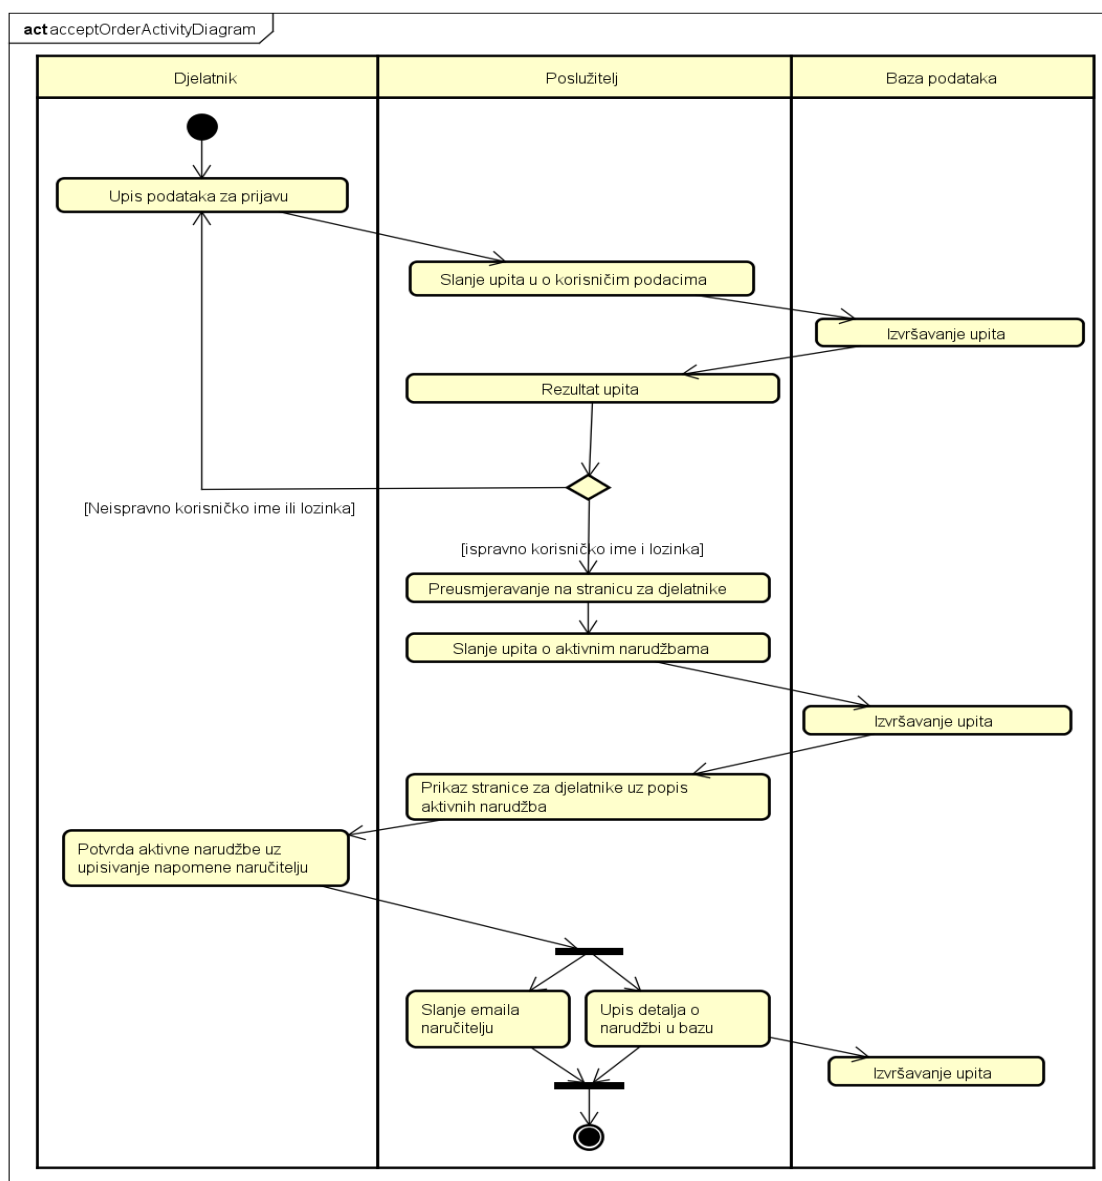 act acceptOrderActivityDiagram
Djelatnik
Poslužitelj
Baza podataka
Upis podataka za prijavu
Slanje upita u o korisničim podacima
Izvršavanje upita
Rezultat upita
[Neispravno korisničko ime ili lozinka]
[ispravno korisničko ime i lozinka]
Preusmjeravanje na stranicu za djelatnike
Slanje upita o aktivnim narudžbama
Izvršavanje upita
Prikaz stranice za djelatnike uz popis
aktivnih narudžba
Potvrda aktivne narudžbe uz
upisivanje napomene naručitelju
Slanje emaila
naručitelju
Upis detalja o
narudžbi u bazu
Izvršavanje upita